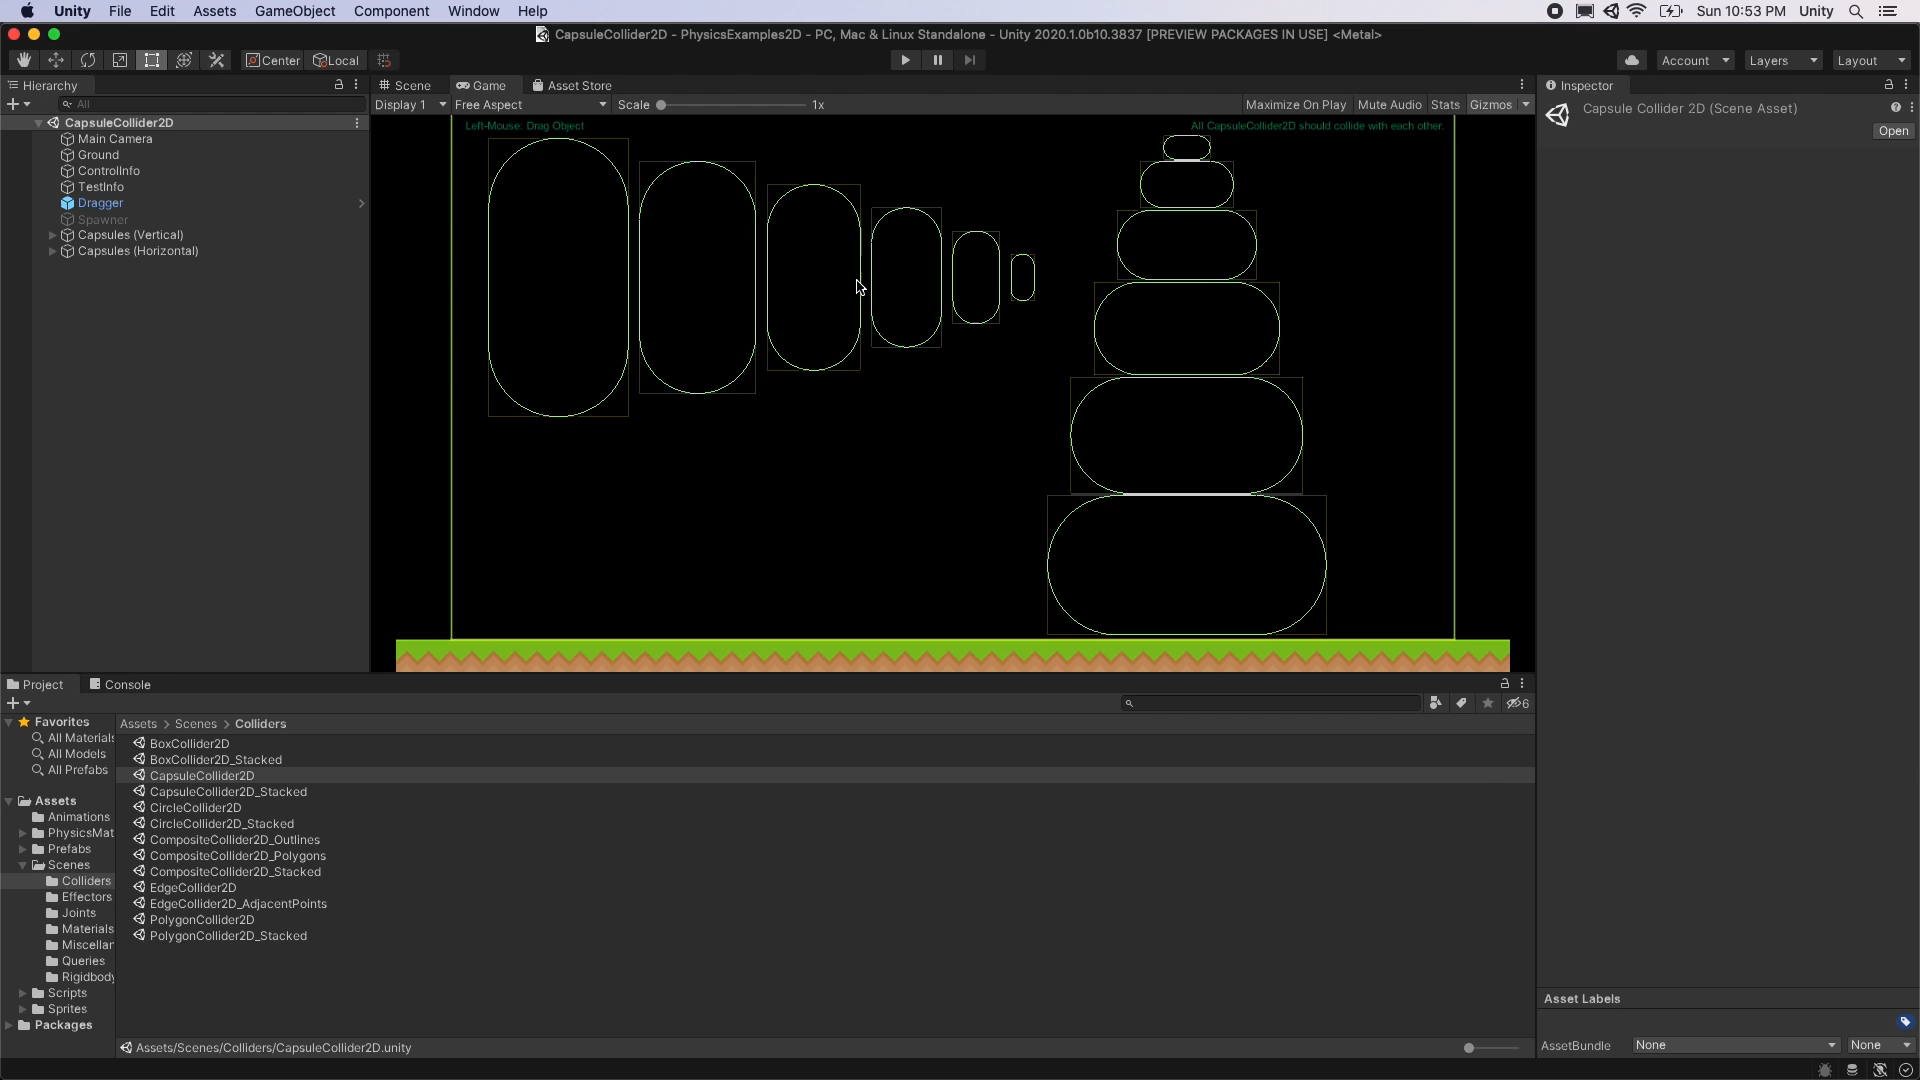 Unity File Edit Assets GameObject Component Window Help Sun 10:53 PM Unity
CapsuleCollider2D - PhysicsExamples2D - PC, Mac & Linux Standalone - Unity 2020.1.0b10.3837 [PREVIEW PACKAGES IN USE] <Metal>
Center Local Account Layers Layout
Hierarchy
All
CapsuleCollider2D
Main Camera
Ground
ControlInfo
TestInfo
Dragger
Spawner
Capsules (Vertical)
Capsules (Horizontal)
Scene Game Asset Store
Display 1 Free Aspect Scale 1x Maximize On Play Mute Audio Stats Gizmos
Left-Mouse: Drag Object
All CapsuleCollider2D should collide with each other.
Inspector
Capsule Collider 2D (Scene Asset)
Open
Project Console
6
Favorites
All Materials
All Models
All Prefabs
Assets
Animations
PhysicsMat
Prefabs
Scenes
Colliders
Effectors
Joints
Materials
Miscellar
Queries
Rigidbody
Scripts
Sprites
Packages
Assets > Scenes > Colliders
BoxCollider2D
BoxCollider2D_Stacked
CapsuleCollider2D
CapsuleCollider2D_Stacked
CircleCollider2D
CircleCollider2D_Stacked
CompositeCollider2D_Outlines
CompositeCollider2D_Polygons
CompositeCollider2D_Stacked
EdgeCollider2D
EdgeCollider2D_AdjacentPoints
PolygonCollider2D
PolygonCollider2D_Stacked
Assets/Scenes/Colliders/CapsuleCollider2D.unity
Asset Labels
AssetBundle None None